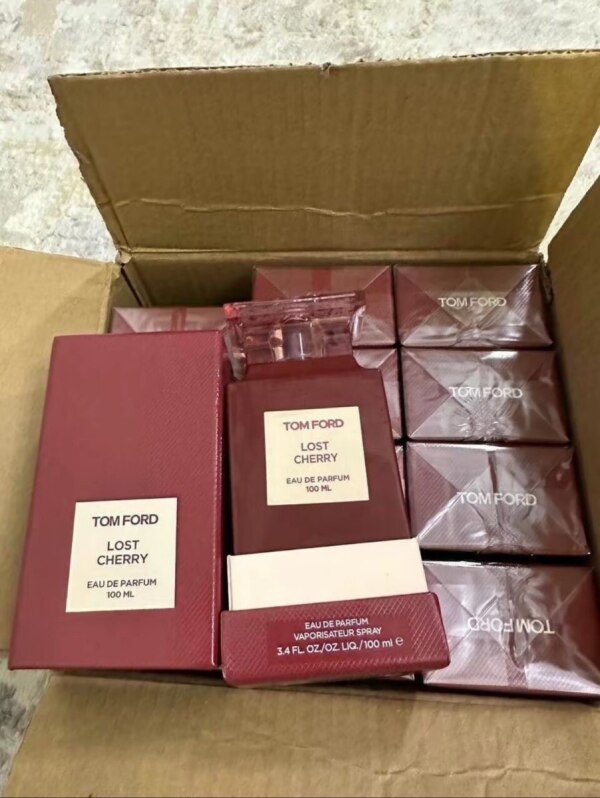 TOM FORD
LOST
CHERRY
EAU DE PARFUM
100 ML
TOM FORD
LOST
CHERRY
EAU DE PARFUM
100 ML
EAU DE PARFUM
VAPORISATEUR SPRAY
3.4 FL. OZ./OZ. LIQ./100 ml ℮
TOM FORD
TOM FORD
TOM FORD
TOM FORD